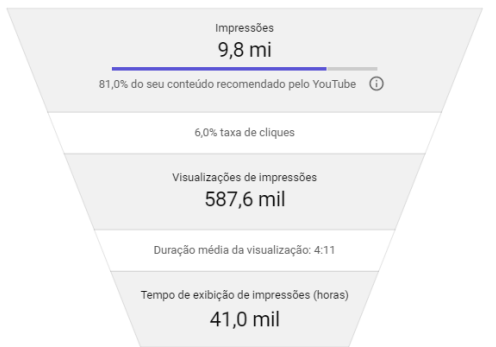 Impressões
9,8 mi
81,0% do seu conteúdo recomendado pelo YouTube
6,0% taxa de cliques
Visualizações de impressões
587,6 mil
Duração média da visualização: 4:11
Tempo de exibição de impressões (horas)
41,0 mil